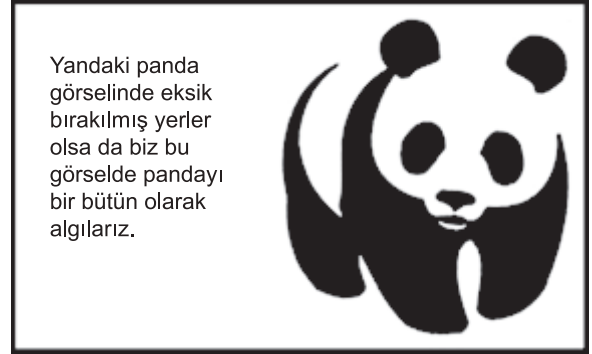 Yandaki panda
görselinde eksik
bırakılmış yerler
olsa da biz bu
görselde pandayı
bir bütün olarak
algılarız.